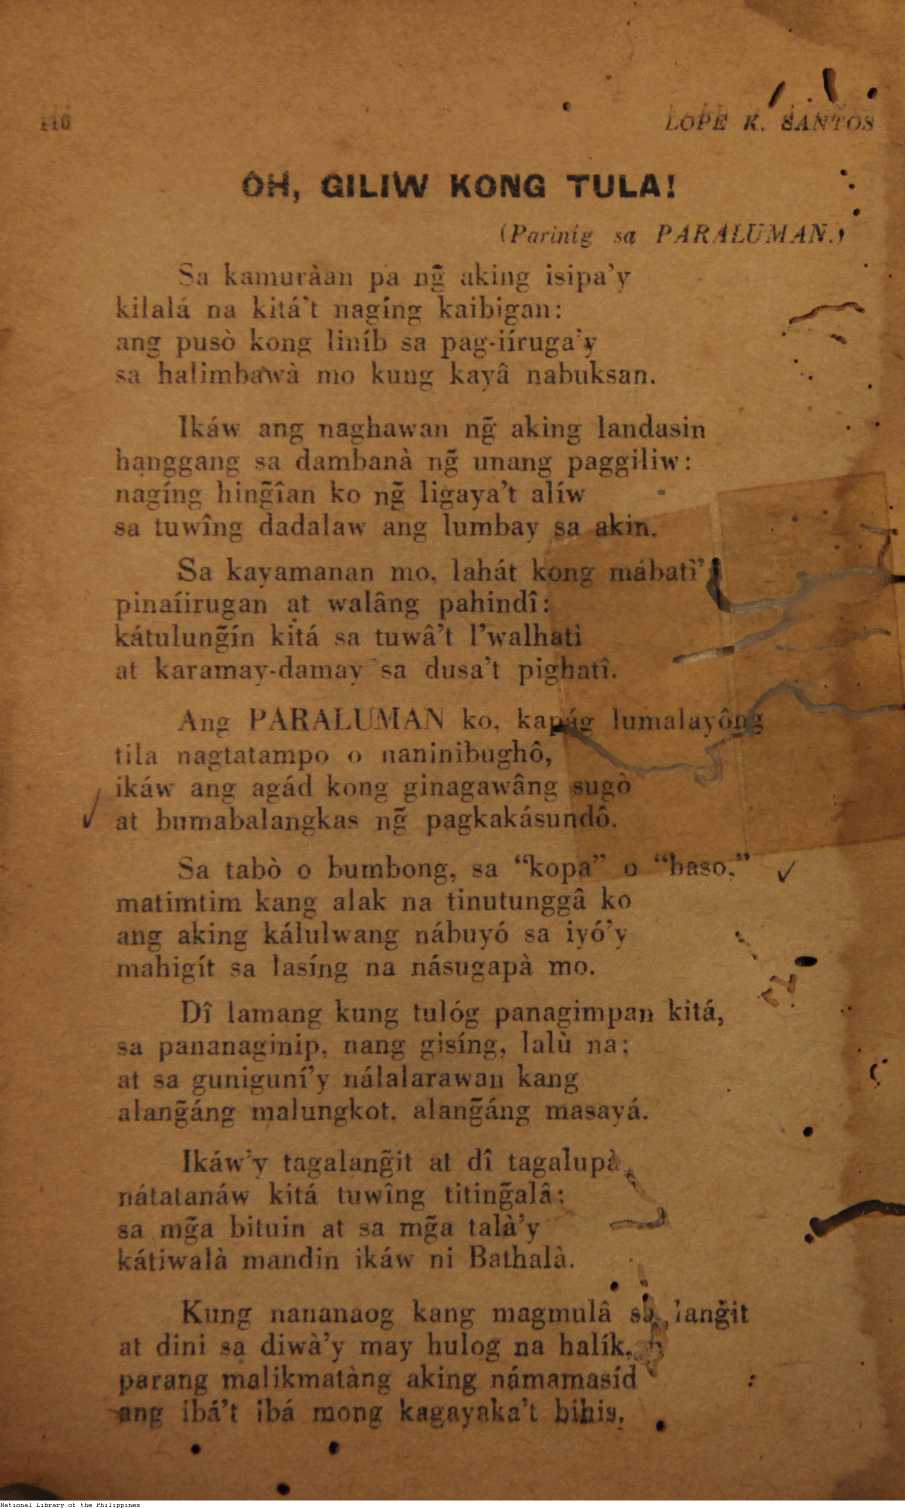 116
LOPE K. SANTOS
OH, GILIW KONG TULA!
(Parinig sa PARALUMAN.)
Sa kamuràan pa ng̃ aking isipa'y
kilalá na kitá't nagíng kaibigan:
ang pusò kong liníb sa pag-iíruga'y
sa halimbawà mo kung kayâ nabuksan.
Ikáw ang naghawan ng̃ aking landasin
hanggang sa dambanà ng̃ unang paggiliw:
nagíng hing̃îan ko ng̃ ligaya't alíw
sa tuwîng dadalaw ang lumbay sa akin.
Sa kayamanan mo, lahát kong mábatì'
pinaíirugan at walâng pahindî:
kátulung̃ín kitá sa tuwâ't l'walhati
at karamay-damay sa dusa't pighatî.
Ang PARALUMAN ko, kapág lumalayông
tila nagtatampo o naninibughô,
ikáw ang agád kong ginagawâng sugò
at bumabalangkas ng̃ pagkakásundô.
Sa tabò o bumbong, sa “kopa” o “baso,”
matimtim kang alak na tinutunggâ ko
ang aking kálulwang nábuyó sa iyó'y
mahigít sa lasíng na násugapà mo.
Dî lamang kung tulóg panagimpan kitá,
sa pananaginip, nang gisíng, lalù na;
at sa guniguní'y nálalarawan kang
alang̃áng malungkot, alang̃áng masayá.
Ikáw'y tagalang̃it at dî tagalupà,
nátatanáw kitá tuwîng titing̃alâ;
sa mg̃a bituin at sa mg̃a talà'y
kátiwalà mandin ikáw ni Bathalà.
Kung nananaog kang magmulâ sa lang̃it
at dini sa diwà'y may hulog na halík,
parang malikmatàng aking námamasíd
ang ibá't ibá mong kagayaka't bihis,
National Library of the Philippines